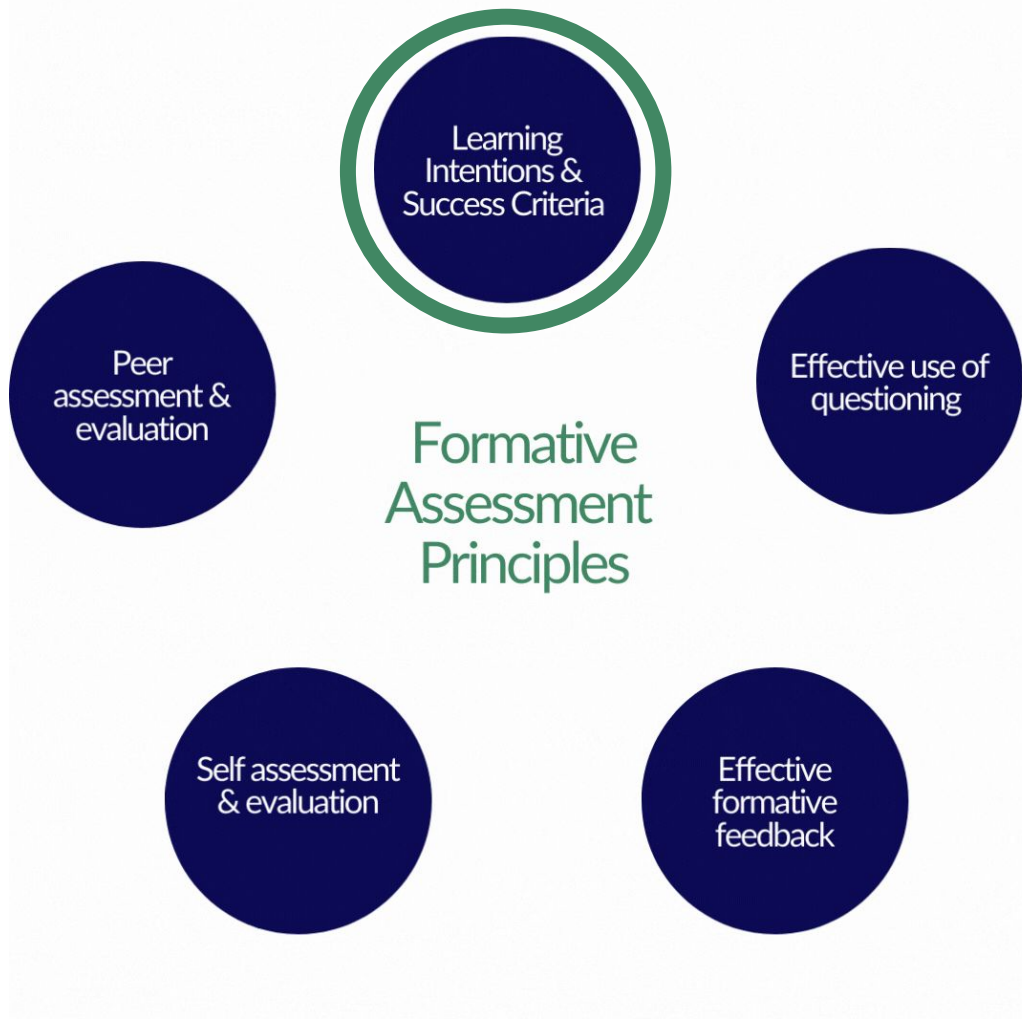 Learning
Intentions &
Success Criteria
Peer
assessment &
evaluation
Effective use of
questioning
Formative
Assessment
Principles
Self assessment
& evaluation
Effective
formative
feedback